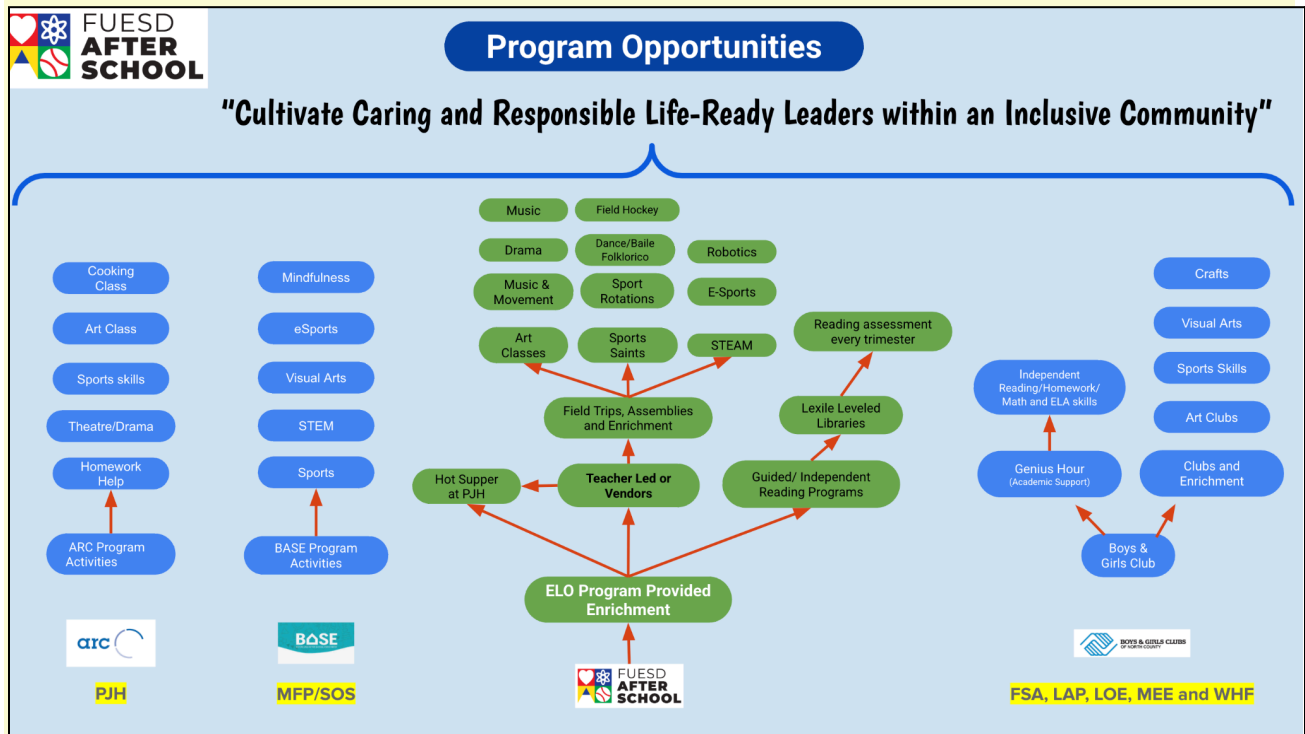 FUESD
AFTER
SCHOOL
Program Opportunities
“Cultivate Caring and Responsible Life-Ready Leaders within an Inclusive Community”
Cooking
Class
Art Class
Sports skills
Theatre/Drama
Homework
Help
ARC Program
Activities
arc
PJH
Mindfulness
eSports
Visual Arts
STEM
Sports
BASE Program
Activities
BASE
MFP/SOS
Music
Field Hockey
Drama
Dance/Baile
Folklorico
Robotics
Music &
Movement
Sport
Rotations
E-Sports
Art
Classes
Sports
Saints
STEAM
Reading assessment
every trimester
Field Trips, Assemblies
and Enrichment
Lexile Leveled
Libraries
Hot Supper
at PJH
Teacher Led or
Vendors
Guided/ Independent
Reading Programs
ELO Program Provided
Enrichment
FUESD
AFTER
SCHOOL
Crafts
Visual Arts
Sports Skills
Art Clubs
Independent
Reading/Homework/
Math and ELA skills
Genius Hour
(Academic Support)
Clubs and
Enrichment
Boys &
Girls Club
BOYS & GIRLS CLUBS
OF NORTH COUNTY
FSA, LAP, LOE, MEE and WHF